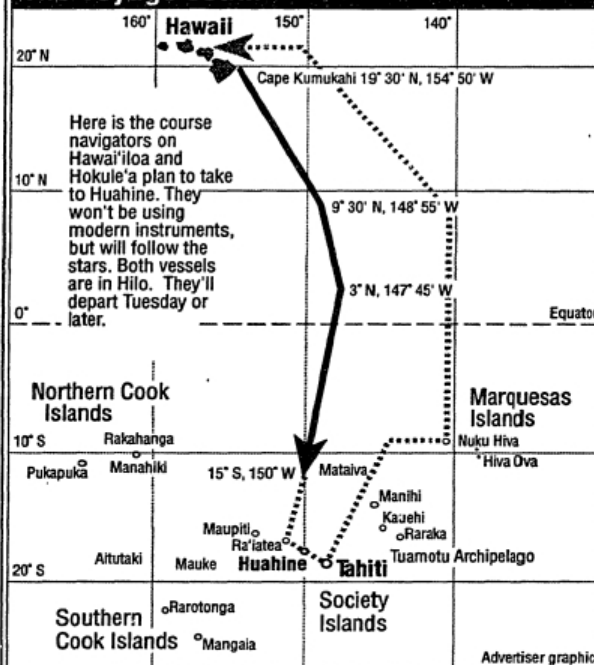 160°
150°
140°
Hawaii
20° N
Cape Kumukahi 19° 30' N, 154° 50' W
Here is the course
navigators on
Hawai'iloa and
Hokule'a plan to take
to Huahine. They
won't be using
modern instruments,
but will follow the
stars. Both vessels
are in Hilo. They'll
depart Tuesday or
later.
10° N
9° 30' N, 148° 55' W
3° N, 147° 45' W
0°
Equator
Northern Cook
Islands
Marquesas
Islands
10° S
Rakahanga
Pukapuka
Manahiki
15° S, 150° W
Mataiva
Nuku Hiva
Hiva Ova
Manihi
Kauehi
Raraka
Maupiti
Ra'iatea
Tuamotu Archipelago
Aitutaki
Mauke
Huahine
Tahiti
20° S
Society
Islands
Southern
Cook Islands
Rarotonga
Mangaia
Advertiser graphic